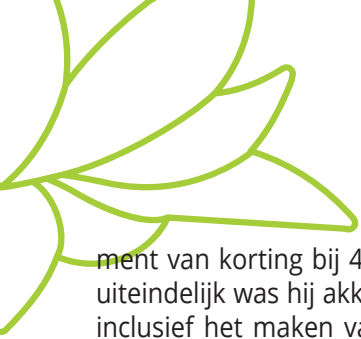 ment van korting bij 4
uiteindelijk was hij akk
inclusief het maken va